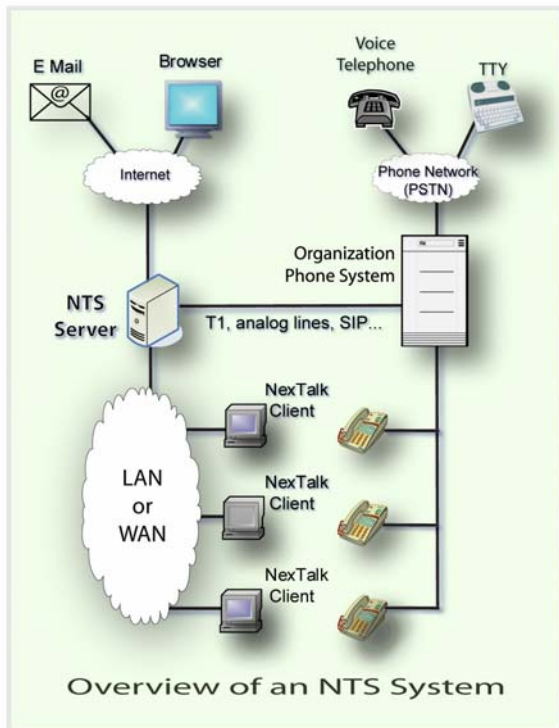 E Mail
@
Browser
Internet
Voice
Telephone
TTY
Phone Network
(PSTN)
Organization
Phone System
NTS
Server
T1, analog lines, SIP...
LAN
or
WAN
NexTalk
Client
NexTalk
Client
NexTalk
Client
Overview of an NTS System